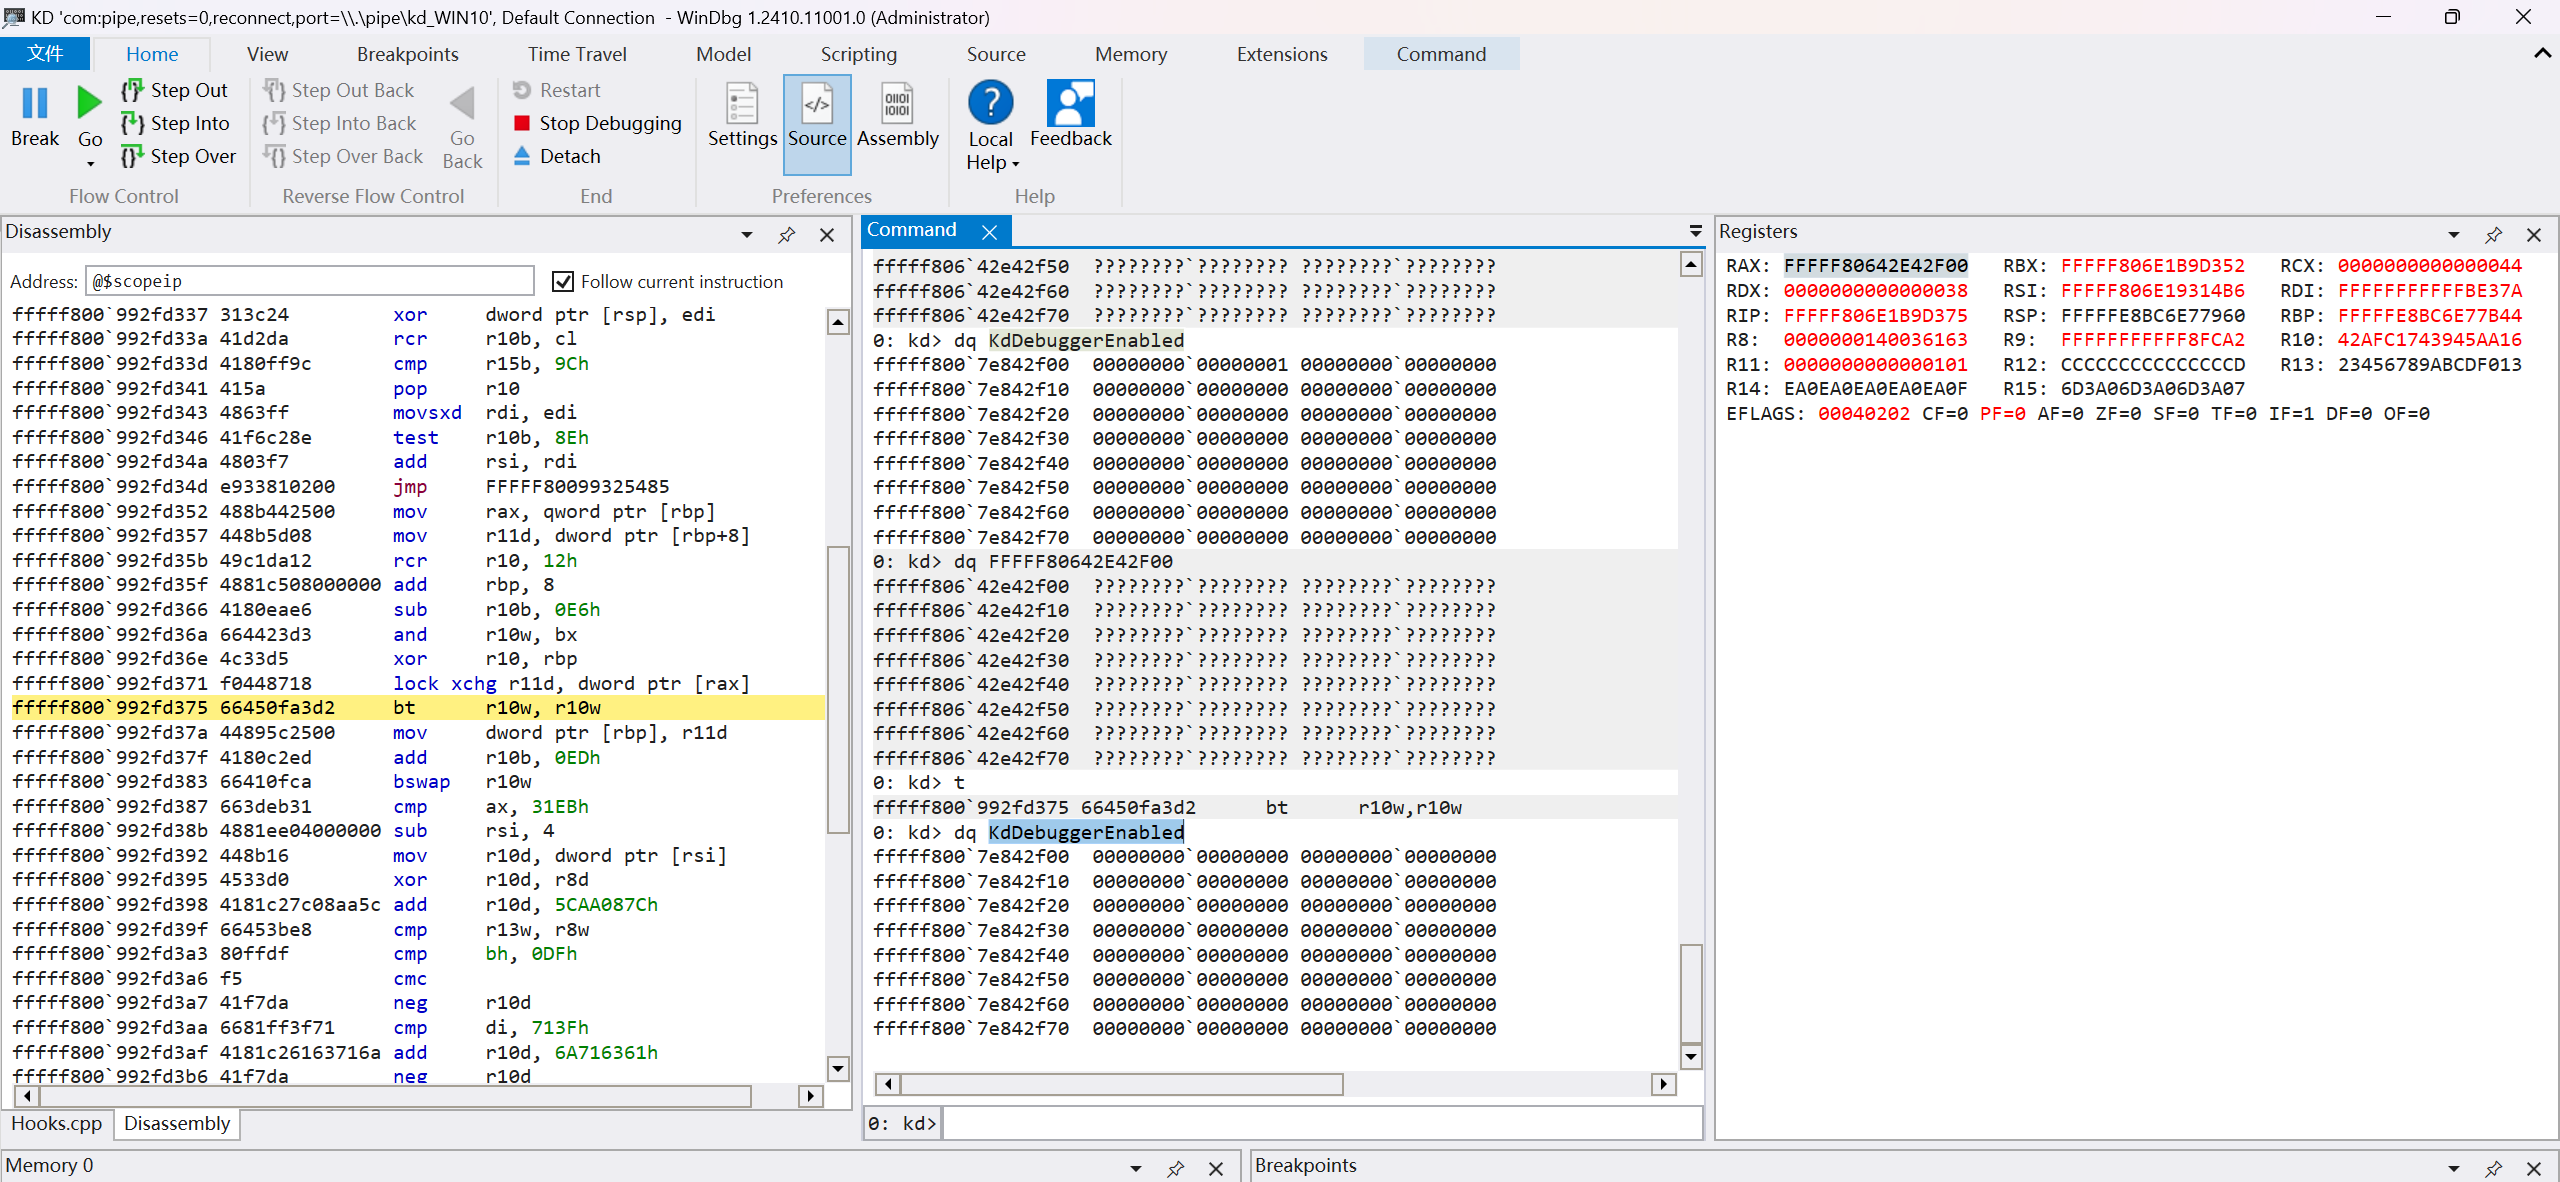 KD 'com:pipe,resets=0,reconnect,port=\\.\pipe\kd_WIN10', Default Connection - WinDbg 1.2410.11001.0 (Administrator)
文件 Home View Breakpoints Time Travel Model Scripting Source Memory Extensions Command
Break
Go
Step Out
Step Into
Step Over
Flow Control
Step Out Back
Step Into Back
Step Over Back
Go Back
Reverse Flow Control
Restart
Stop Debugging
Detach
End
Settings
Source
Assembly
Preferences
Local Help
Feedback
Help
Disassembly
Address: @$scopeip Follow current instruction
fffff800`992fd337 313c24 xor dword ptr [rsp], edi
fffff800`992fd33a 41d2da rcr r10b, cl
fffff800`992fd33d 4180ff9c cmp r15b, 9Ch
fffff800`992fd341 415a pop r10
fffff800`992fd343 4863ff movsxd rdi, edi
fffff800`992fd346 41f6c28e test r10b, 8Eh
fffff800`992fd34a 4803f7 add rsi, rdi
fffff800`992fd34d e933810200 jmp FFFFF80099325485
fffff800`992fd352 488b442500 mov rax, qword ptr [rbp]
fffff800`992fd357 448b5d08 mov r11d, dword ptr [rbp+8]
fffff800`992fd35b 49c1da12 rcr r10, 12h
fffff800`992fd35f 4881c508000000 add rbp, 8
fffff800`992fd366 4180eae6 sub r10b, 0E6h
fffff800`992fd36a 664423d3 and r10w, bx
fffff800`992fd36e 4c33d5 xor r10, rbp
fffff800`992fd371 f0448718 lock xchg r11d, dword ptr [rax]
fffff800`992fd375 66450fa3d2 bt r10w, r10w
fffff800`992fd37a 44895c2500 mov dword ptr [rbp], r11d
fffff800`992fd37f 4180c2ed add r10b, 0EDh
fffff800`992fd383 66410fca bswap r10w
fffff800`992fd387 663deb31 cmp ax, 31EBh
fffff800`992fd38b 4881ee04000000 sub rsi, 4
fffff800`992fd392 448b16 mov r10d, dword ptr [rsi]
fffff800`992fd395 4533d0 xor r10d, r8d
fffff800`992fd398 4181c27c08aa5c add r10d, 5CAA087Ch
fffff800`992fd39f 66453be8 cmp r13w, r8w
fffff800`992fd3a3 80ffdf cmp bh, 0DFh
fffff800`992fd3a6 f5 cmc
fffff800`992fd3a7 41f7da neg r10d
fffff800`992fd3aa 6681ff3f71 cmp di, 713Fh
fffff800`992fd3af 4181c26163716a add r10d, 6A716361h
fffff800`992fd3b6 41f7da neg r10d
Hooks.cpp Disassembly
Command
fffff806`42e42f50 ????????`???????? ????????`????????
fffff806`42e42f60 ????????`???????? ????????`????????
fffff806`42e42f70 ????????`???????? ????????`????????
0: kd> dq KdDebuggerEnabled
fffff800`7e842f00 00000000`00000001 00000000`00000000
fffff800`7e842f10 00000000`00000000 00000000`00000000
fffff800`7e842f20 00000000`00000000 00000000`00000000
fffff800`7e842f30 00000000`00000000 00000000`00000000
fffff800`7e842f40 00000000`00000000 00000000`00000000
fffff800`7e842f50 00000000`00000000 00000000`00000000
fffff800`7e842f60 00000000`00000000 00000000`00000000
fffff800`7e842f70 00000000`00000000 00000000`00000000
0: kd> dq FFFFF80642E42F00
fffff806`42e42f00 ????????`???????? ????????`????????
fffff806`42e42f10 ????????`???????? ????????`????????
fffff806`42e42f20 ????????`???????? ????????`????????
fffff806`42e42f30 ????????`???????? ????????`????????
fffff806`42e42f40 ????????`???????? ????????`????????
fffff806`42e42f50 ????????`???????? ????????`????????
fffff806`42e42f60 ????????`???????? ????????`????????
fffff806`42e42f70 ????????`???????? ????????`????????
0: kd> t
fffff800`992fd375 66450fa3d2 bt r10w,r10w
0: kd> dq KdDebuggerEnabled
fffff800`7e842f00 00000000`00000000 00000000`00000000
fffff800`7e842f10 00000000`00000000 00000000`00000000
fffff800`7e842f20 00000000`00000000 00000000`00000000
fffff800`7e842f30 00000000`00000000 00000000`00000000
fffff800`7e842f40 00000000`00000000 00000000`00000000
fffff800`7e842f50 00000000`00000000 00000000`00000000
fffff800`7e842f60 00000000`00000000 00000000`00000000
fffff800`7e842f70 00000000`00000000 00000000`00000000
0: kd>
Registers
RAX: FFFFF80642E42F00 RBX: FFFFF806E1B9D352 RCX: 0000000000000044
RDX: 0000000000000038 RSI: FFFFF806E19314B6 RDI: FFFFFFFFFFFBE37A
RIP: FFFFF806E1B9D375 RSP: FFFFFE8BC6E77960 RBP: FFFFFE8BC6E77B44
R8: 0000000140036163 R9: FFFFFFFFFFF8FCA2 R10: 42AFC1743945AA16
R11: 0000000000000101 R12: CCCCCCCCCCCCCCCD R13: 23456789ABCDF013
R14: EA0EA0EA0EA0EA0F R15: 6D3A06D3A06D3A07
EFLAGS: 00040202 CF=0 PF=0 AF=0 ZF=0 SF=0 TF=0 IF=1 DF=0 OF=0
Memory 0
Breakpoints